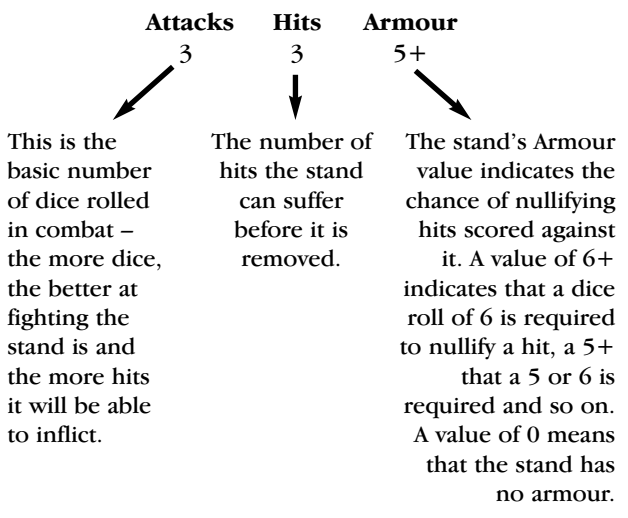 Attacks Hits Armour
3 3 5+
This is the
basic number
of dice rolled
in combat –
the more dice,
the better at
fighting the
stand is and
the more hits
it will be able
to inflict.
The number of
hits the stand
can suffer
before it is
removed.
The stand's Armour
value indicates the
chance of nullifying
hits scored against
it. A value of 6+
indicates that a dice
roll of 6 is required
to nullify a hit, a 5+
that a 5 or 6 is
required and so on.
A value of 0 means
that the stand has
no armour.